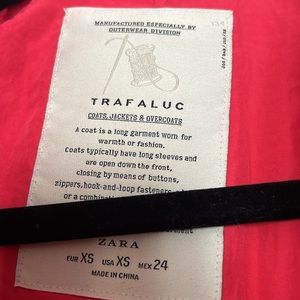 MANUFACTURED ESPECIALLY BY
OUTERWEAR DIVISION
TRAFALUC
COATS, JACKETS & OVERCOATS
A coat is a long garment worn for
warmth or fashion.
Coats typically have long sleeves and
are open down the front,
closing by means of buttons,
zippers, hook-and-loop fasteners,
or a combination
ZARA
EUR XS USA XS MEX 24
MADE IN CHINA